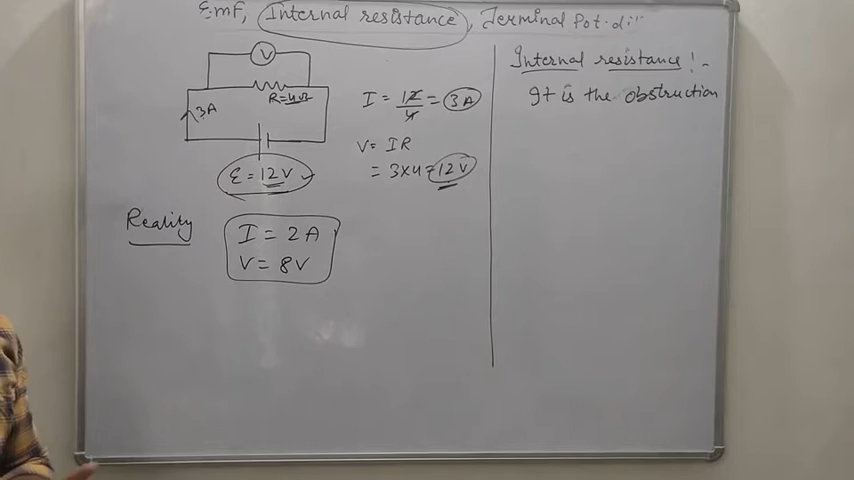 EmF, Internal resistance, Terminal Pot. di
V
R=4Ω
3A
ε = 12V
I = 12/4 = 3A
V = IR
= 3×4=12V
Reality
I = 2A
V = 8V
Internal resistance! -
It is the obstruction